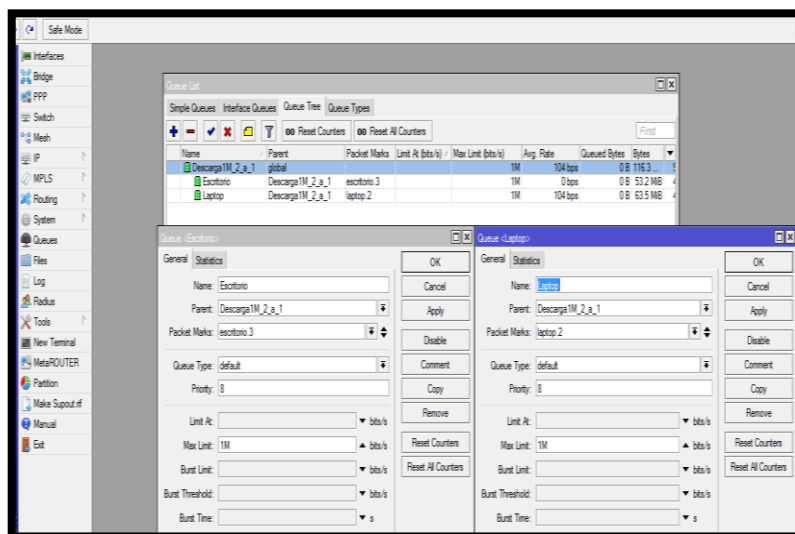 Safe Mode
Interfaces
Bridge
PPP
Switch
Mesh
IP
MPLS
Routing
System
Queues
Files
Log
Radius
Tools
New Terminal
MetaROUTER
Partition
Make Supout.rif
Manual
Exit
Queue List
Simple Queues Interface Queues Queue Tree Queue Types
00 Reset Counters 00 Reset All Counters Find
Name Parent Packet Marks Limit At (bits/s) Max Limit (bits/s) Avg. Rate Queued Bytes Bytes
Descarga1M_2_a_1 global 1M 104 bps 0 B 116.3 ...
Escritorio Descarga1M_2_a_1 escritorio.3 1M 0 bps 0 B 53.2 MiB
Laptop Descarga1M_2_a_1 laptop.2 1M 104 bps 0 B 63.5 MiB
Queue <Escritorio>
General Statistics
Name: Escritorio
Parent: Descarga1M_2_a_1
Packet Marks: escritorio.3
Queue Type: default
Priority: 8
Limit At: bits/s
Max Limit: 1M bits/s
Burst Limit: bits/s
Burst Threshold: bits/s
Burst Time: s
OK
Cancel
Apply
Disable
Comment
Copy
Remove
Reset Counters
Reset All Counters
Queue <Laptop>
General Statistics
Name: Laptop
Parent: Descarga1M_2_a_1
Packet Marks: laptop.2
Queue Type: default
Priority: 8
Limit At: bits/s
Max Limit: 1M bits/s
Burst Limit: bits/s
Burst Threshold: bits/s
Burst Time: s
OK
Cancel
Apply
Disable
Comment
Copy
Remove
Reset Counters
Reset All Counters